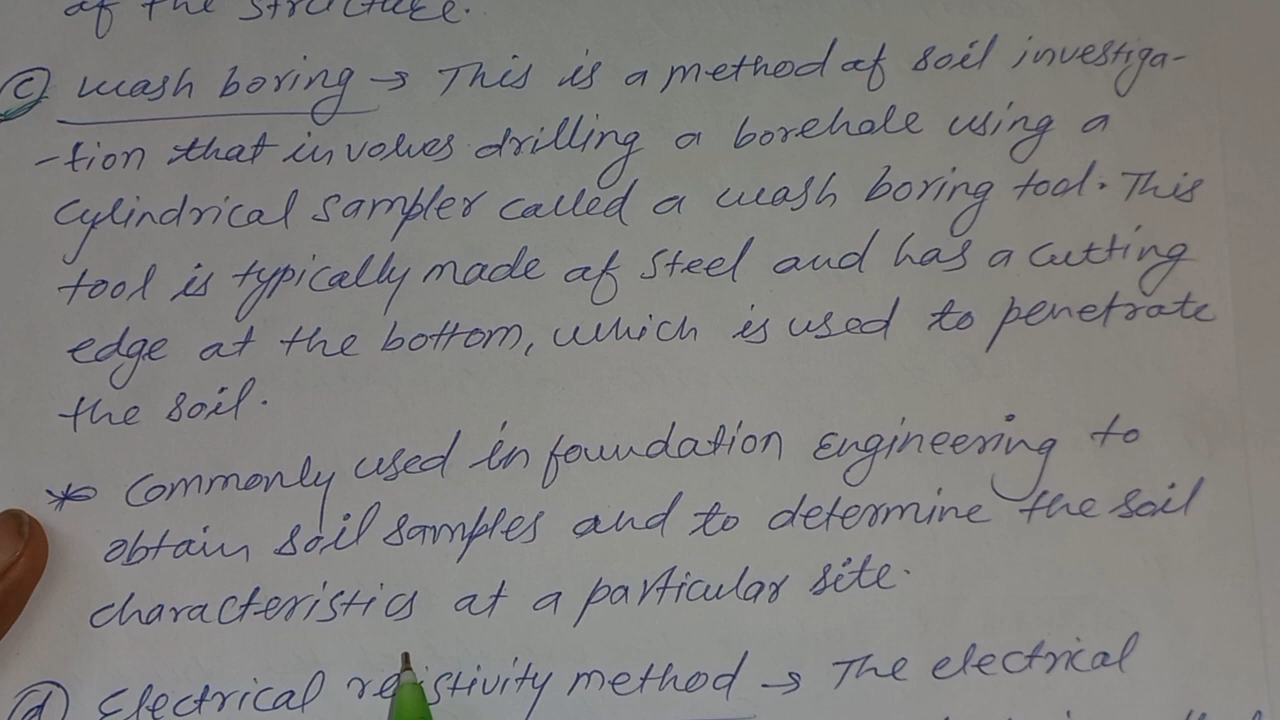 of the structure.
(c) wash boring → This is a method of soil investiga-
-tion that involves drilling a borehole using a
cylindrical sampler called a wash boring tool. This
tool is typically made of steel and has a cutting
edge at the bottom, which is used to penetrate
the soil.
* Commonly used in foundation Engineering to
obtain soil samples and to determine the soil
characteristics at a particular site.
(d) Electrical resistivity method → The electrical